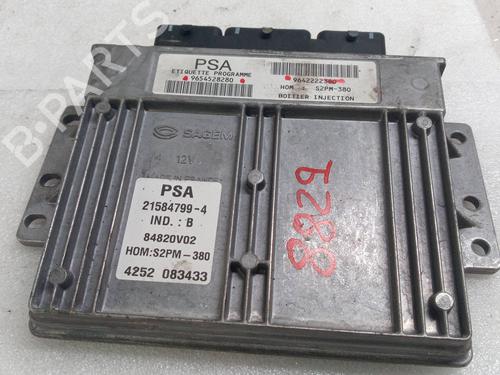 PSA
ETIQUETTE PROGRAMME
9654528280
9642222380
HOM : S2PM-380
BOITIER INJECTION
SAGEM
12V
MADE IN FRANCE
PSA
21584799-4
IND. : B
84820V02
HOM:S2PM-380
4252 083433
8829
B-PARTS